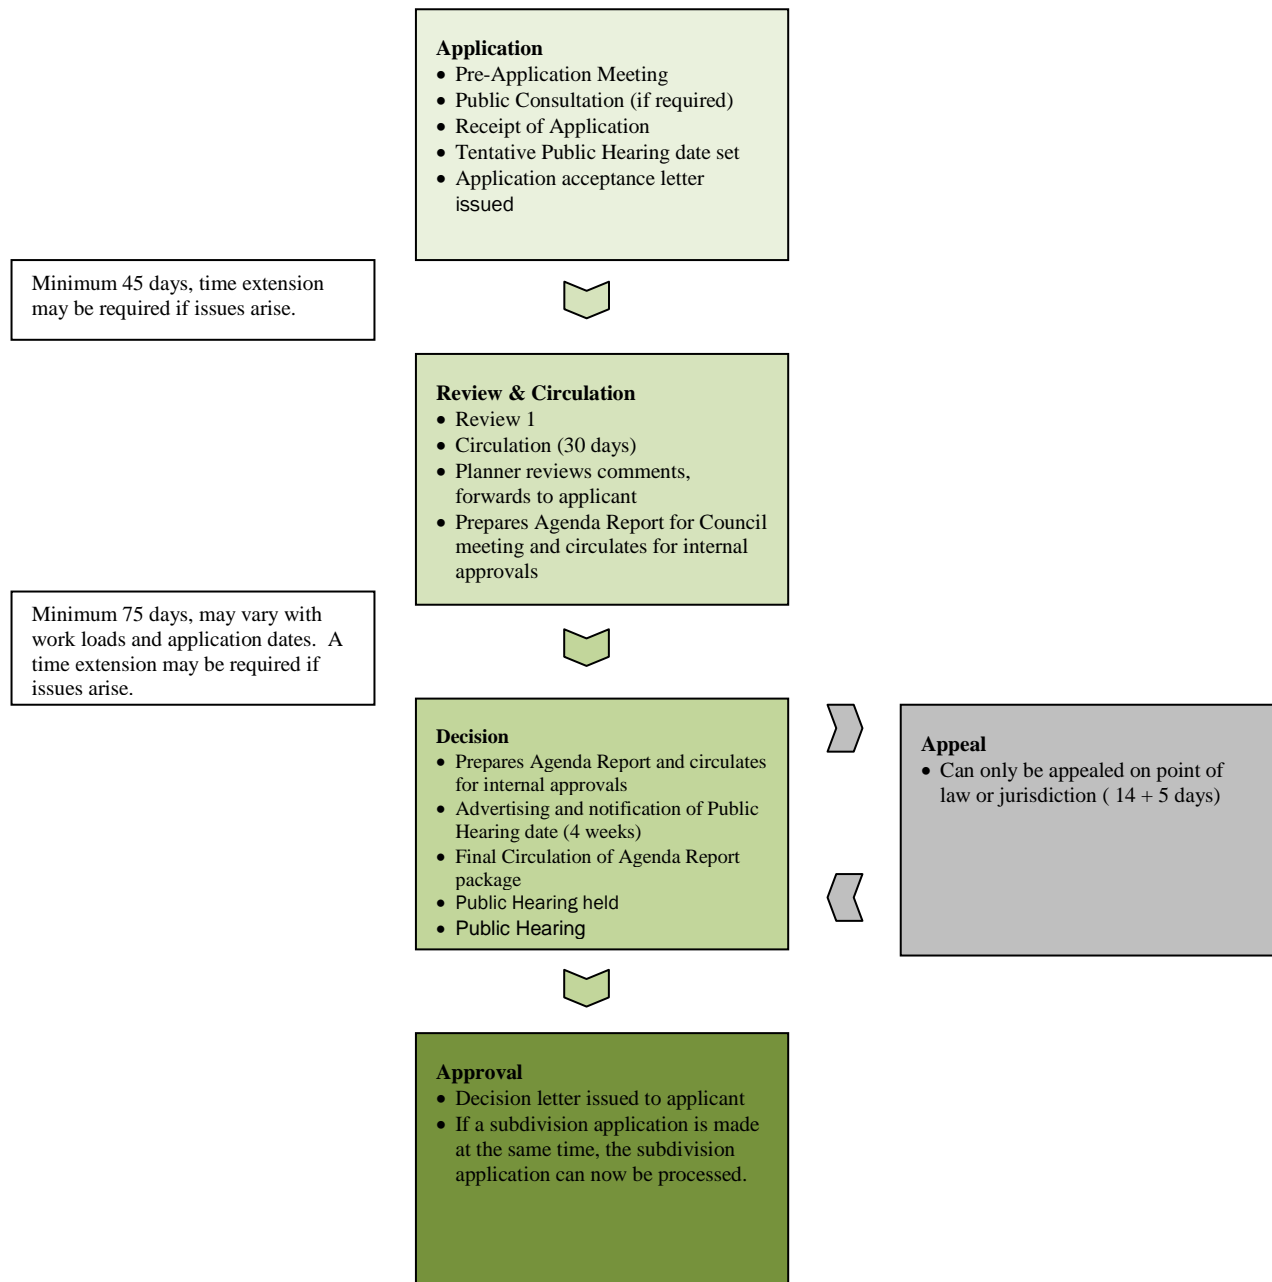 Application
• Pre-Application Meeting
• Public Consultation (if required)
• Receipt of Application
• Tentative Public Hearing date set
• Application acceptance letter
issued
Minimum 45 days, time extension
may be required if issues arise.
Review & Circulation
• Review 1
• Circulation (30 days)
• Planner reviews comments,
forwards to applicant
• Prepares Agenda Report for Council
meeting and circulates for internal
approvals
Minimum 75 days, may vary with
work loads and application dates.  A
time extension may be required if
issues arise.
Decision
• Prepares Agenda Report and circulates
for internal approvals
• Advertising and notification of Public
Hearing date (4 weeks)
• Final Circulation of Agenda Report
package
• Public Hearing held
• Public Hearing
Appeal
• Can only be appealed on point of
law or jurisdiction ( 14 + 5 days)
Approval
• Decision letter issued to applicant
• If a subdivision application is made
at the same time, the subdivision
application can now be processed.